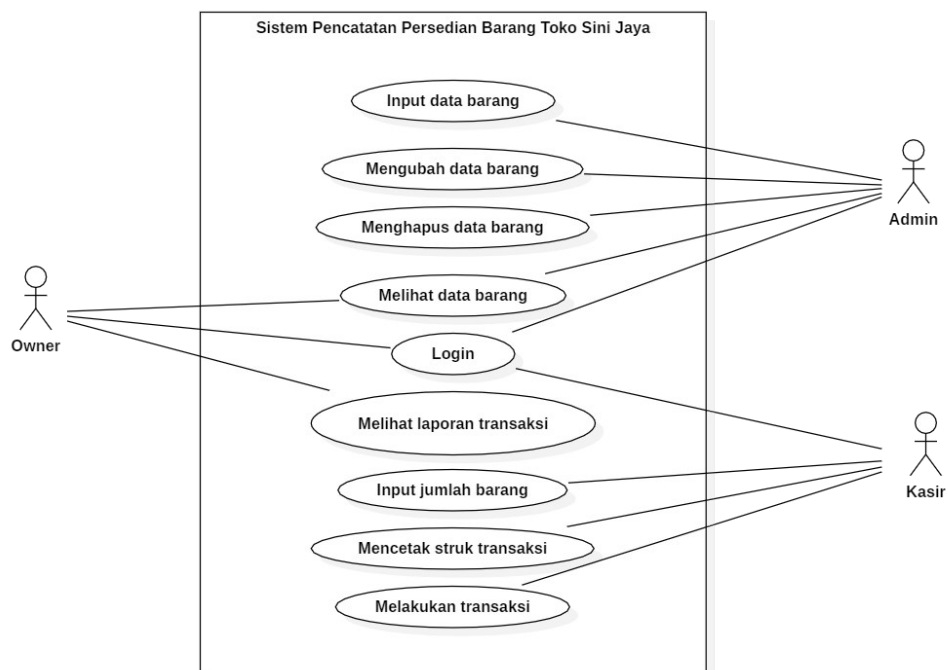 Sistem Pencatatan Persedian Barang Toko Sini Jaya
Input data barang
Mengubah data barang
Admin
Menghapus data barang
Melihat data barang
Owner
Login
Melihat laporan transaksi
Input jumlah barang
Kasir
Mencetak struk transaksi
Melakukan transaksi